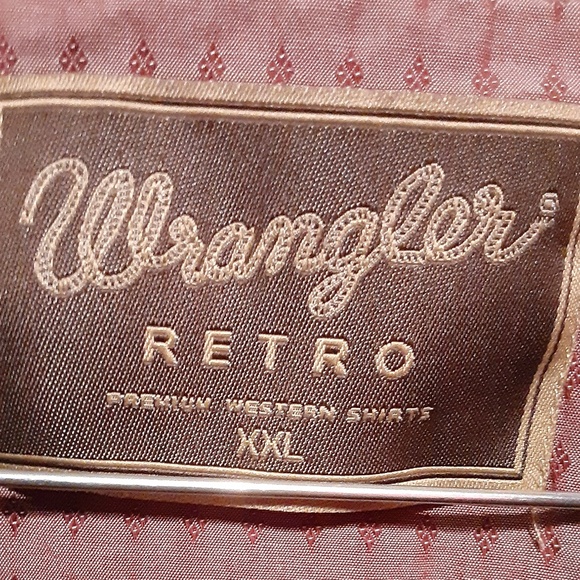 Wrangler®
RETRO
PREMIUM WESTERN SHIRTS
XXL